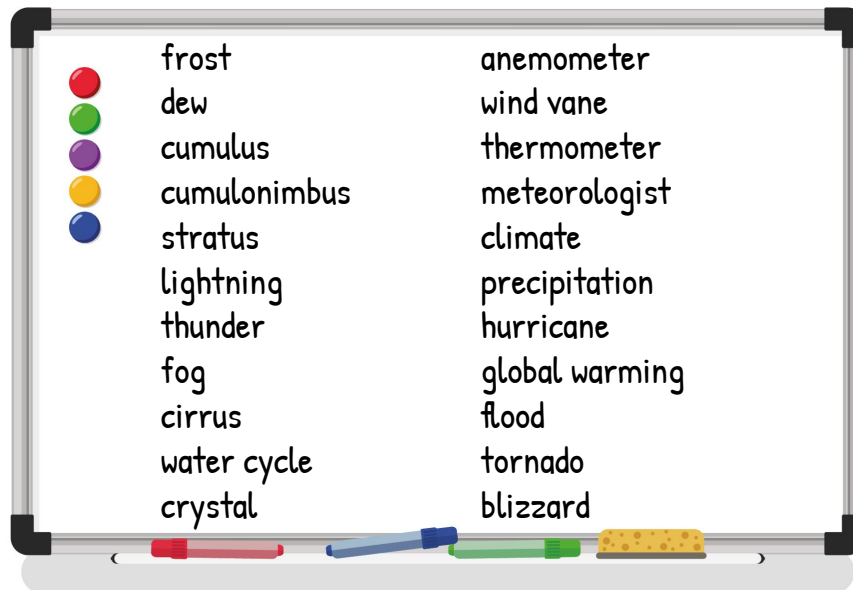 frost
dew
cumulus
cumulonimbus
stratus
lightning
thunder
fog
cirrus
water cycle
crystal
anemometer
wind vane
thermometer
meteorologist
climate
precipitation
hurricane
global warming
flood
tornado
blizzard